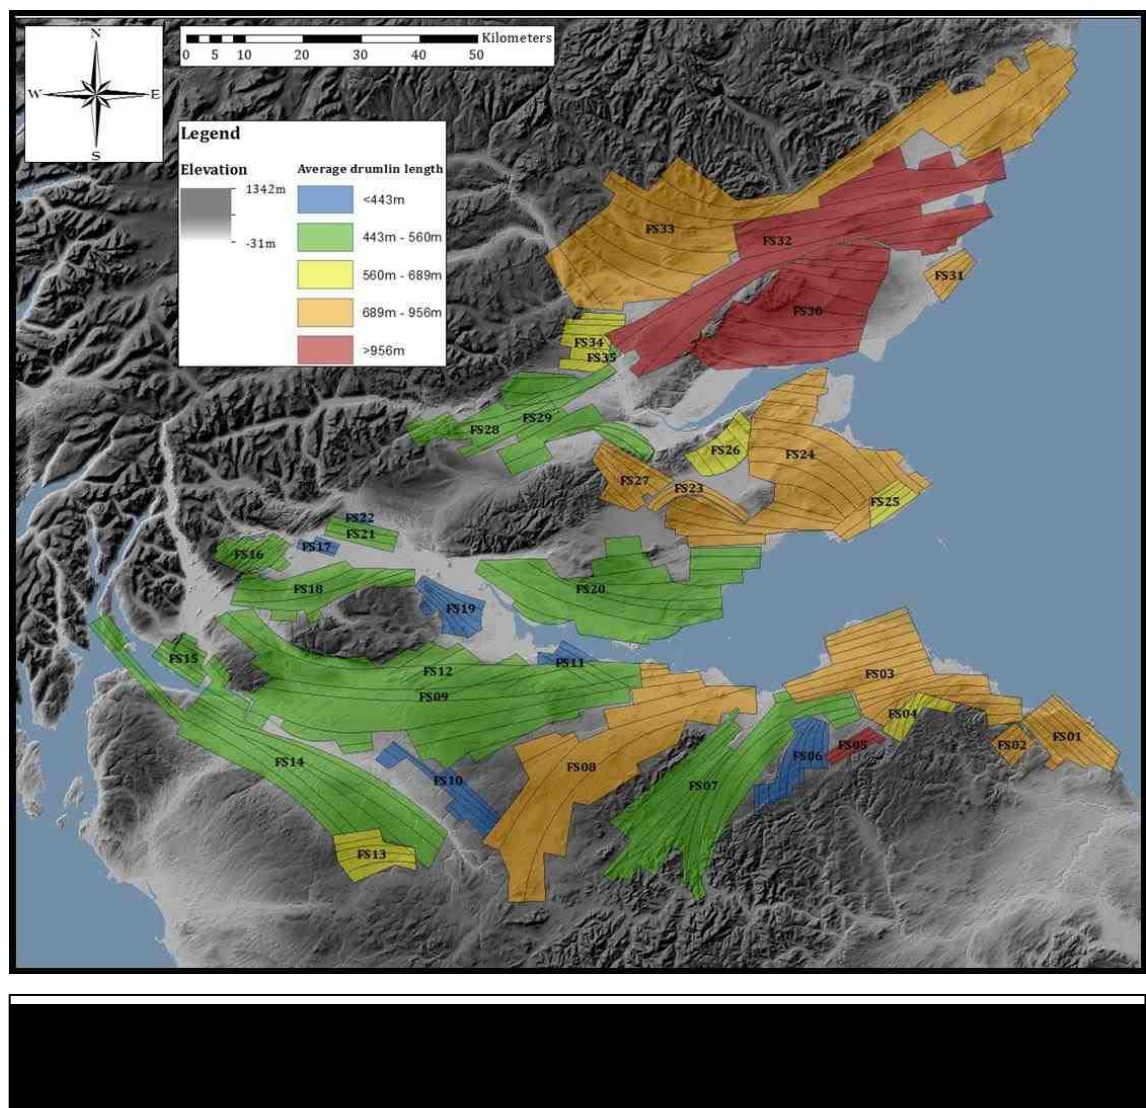 N
W E
S
Kilometers
0 5 10 20 30 40 50
Legend
Elevation
1342m
-31m
Average drumlin length
<443m
443m - 560m
560m - 689m
689m - 956m
>956m
FS33
FS32
FS31
FS30
FS34
FS35
FS29
FS28
FS26
FS24
FS27
FS23
FS25
FS22
FS21
FS17
FS16
FS18
FS20
FS19
FS15
FS12
FS11
FS09
FS03
FS04
FS01
FS02
FS05
FS06
FS14
FS08
FS10
FS07
FS13